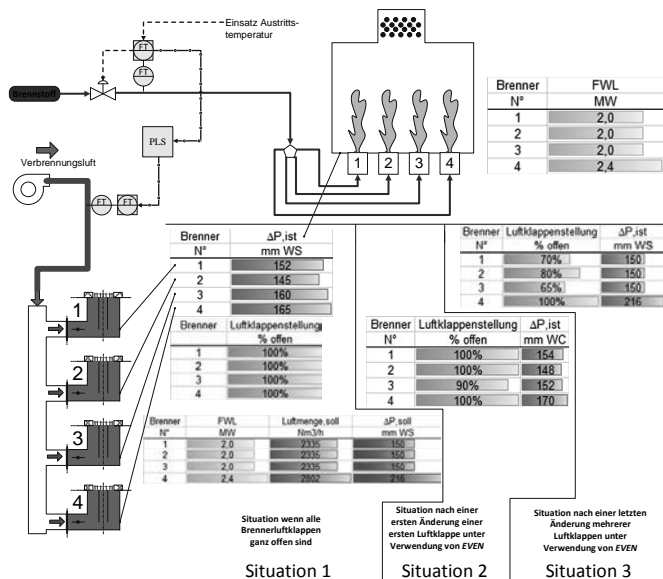 Einsatz Austritts-
temperatur
FT
FT
Brennstoff
PLS
Verbrennungsluft
FT
FT
1 2 3 4
Brenner FWL
N° MW
1 2,0
2 2,0
3 2,0
4 2,4
Brenner ΔP,ist
N° mm WS
1 152
2 145
3 160
4 165
Brenner Luftklappenstellung
% offen
1 100%
2 100%
3 100%
4 100%
Brenner Luftklappenstellung ΔP,ist
N° % offen mm WS
1 70% 150
2 80% 150
3 65% 150
4 100% 216
Brenner Luftklappenstellung ΔP,ist
N° % offen mm WC
1 100% 154
2 100% 148
3 90% 152
4 100% 170
1
2
3
4
Brenner FWL Luftmenge,soll ΔP,soll
N° MW Nm3/h mm WS
1 2,0 2335 150
2 2,0 2335 150
3 2,0 2335 150
4 2,4 2802 216
Situation wenn alle
Brennerluftklappen
ganz offen sind
Situation 1
Situation nach einer
ersten Änderung einer
ersten Luftklappe unter
Verwendung von EVEN
Situation 2
Situation nach einer letzten
Änderung mehrerer
Luftklappen unter
Verwendung von EVEN
Situation 3